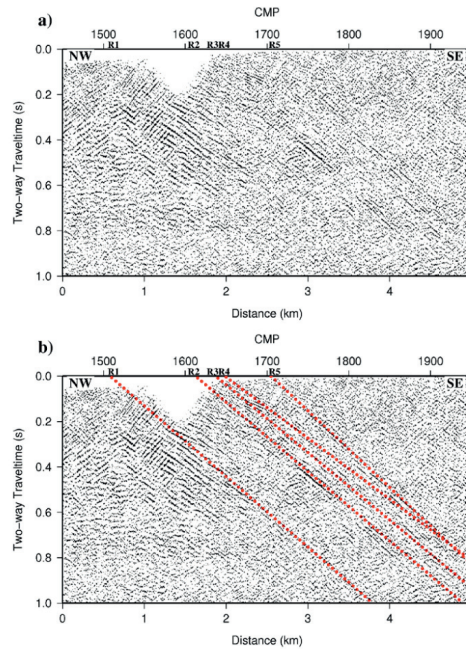 a)
CMP
1500 1600 1700 1800 1900
R1 R2 R3R4 R5
NW SE
Two-way Traveltime (s)
0.0
0.2
0.4
0.6
0.8
1.0
0 1 2 3 4
Distance (km)
b)
CMP
1500 1600 1700 1800 1900
R1 R2 R3R4 R5
NW SE
Two-way Traveltime (s)
0.0
0.2
0.4
0.6
0.8
1.0
0 1 2 3 4
Distance (km)